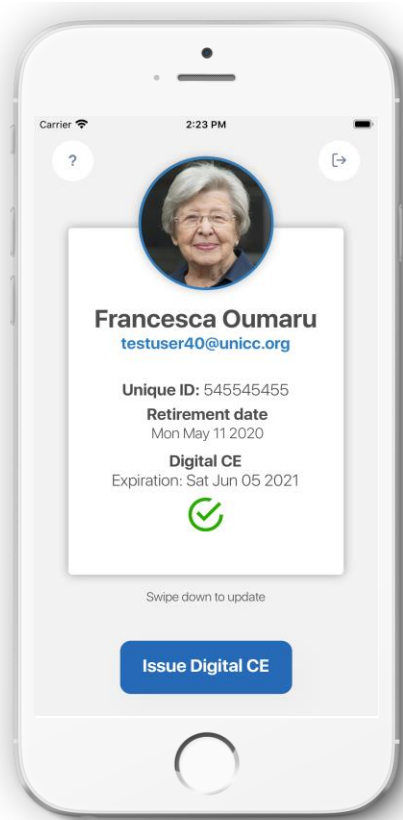 Carrier
2:23 PM
?
Francesca Oumaru
testuser40@unicc.org
Unique ID: 545545455
Retirement date
Mon May 11 2020
Digital CE
Expiration: Sat Jun 05 2021
Swipe down to update
Issue Digital CE